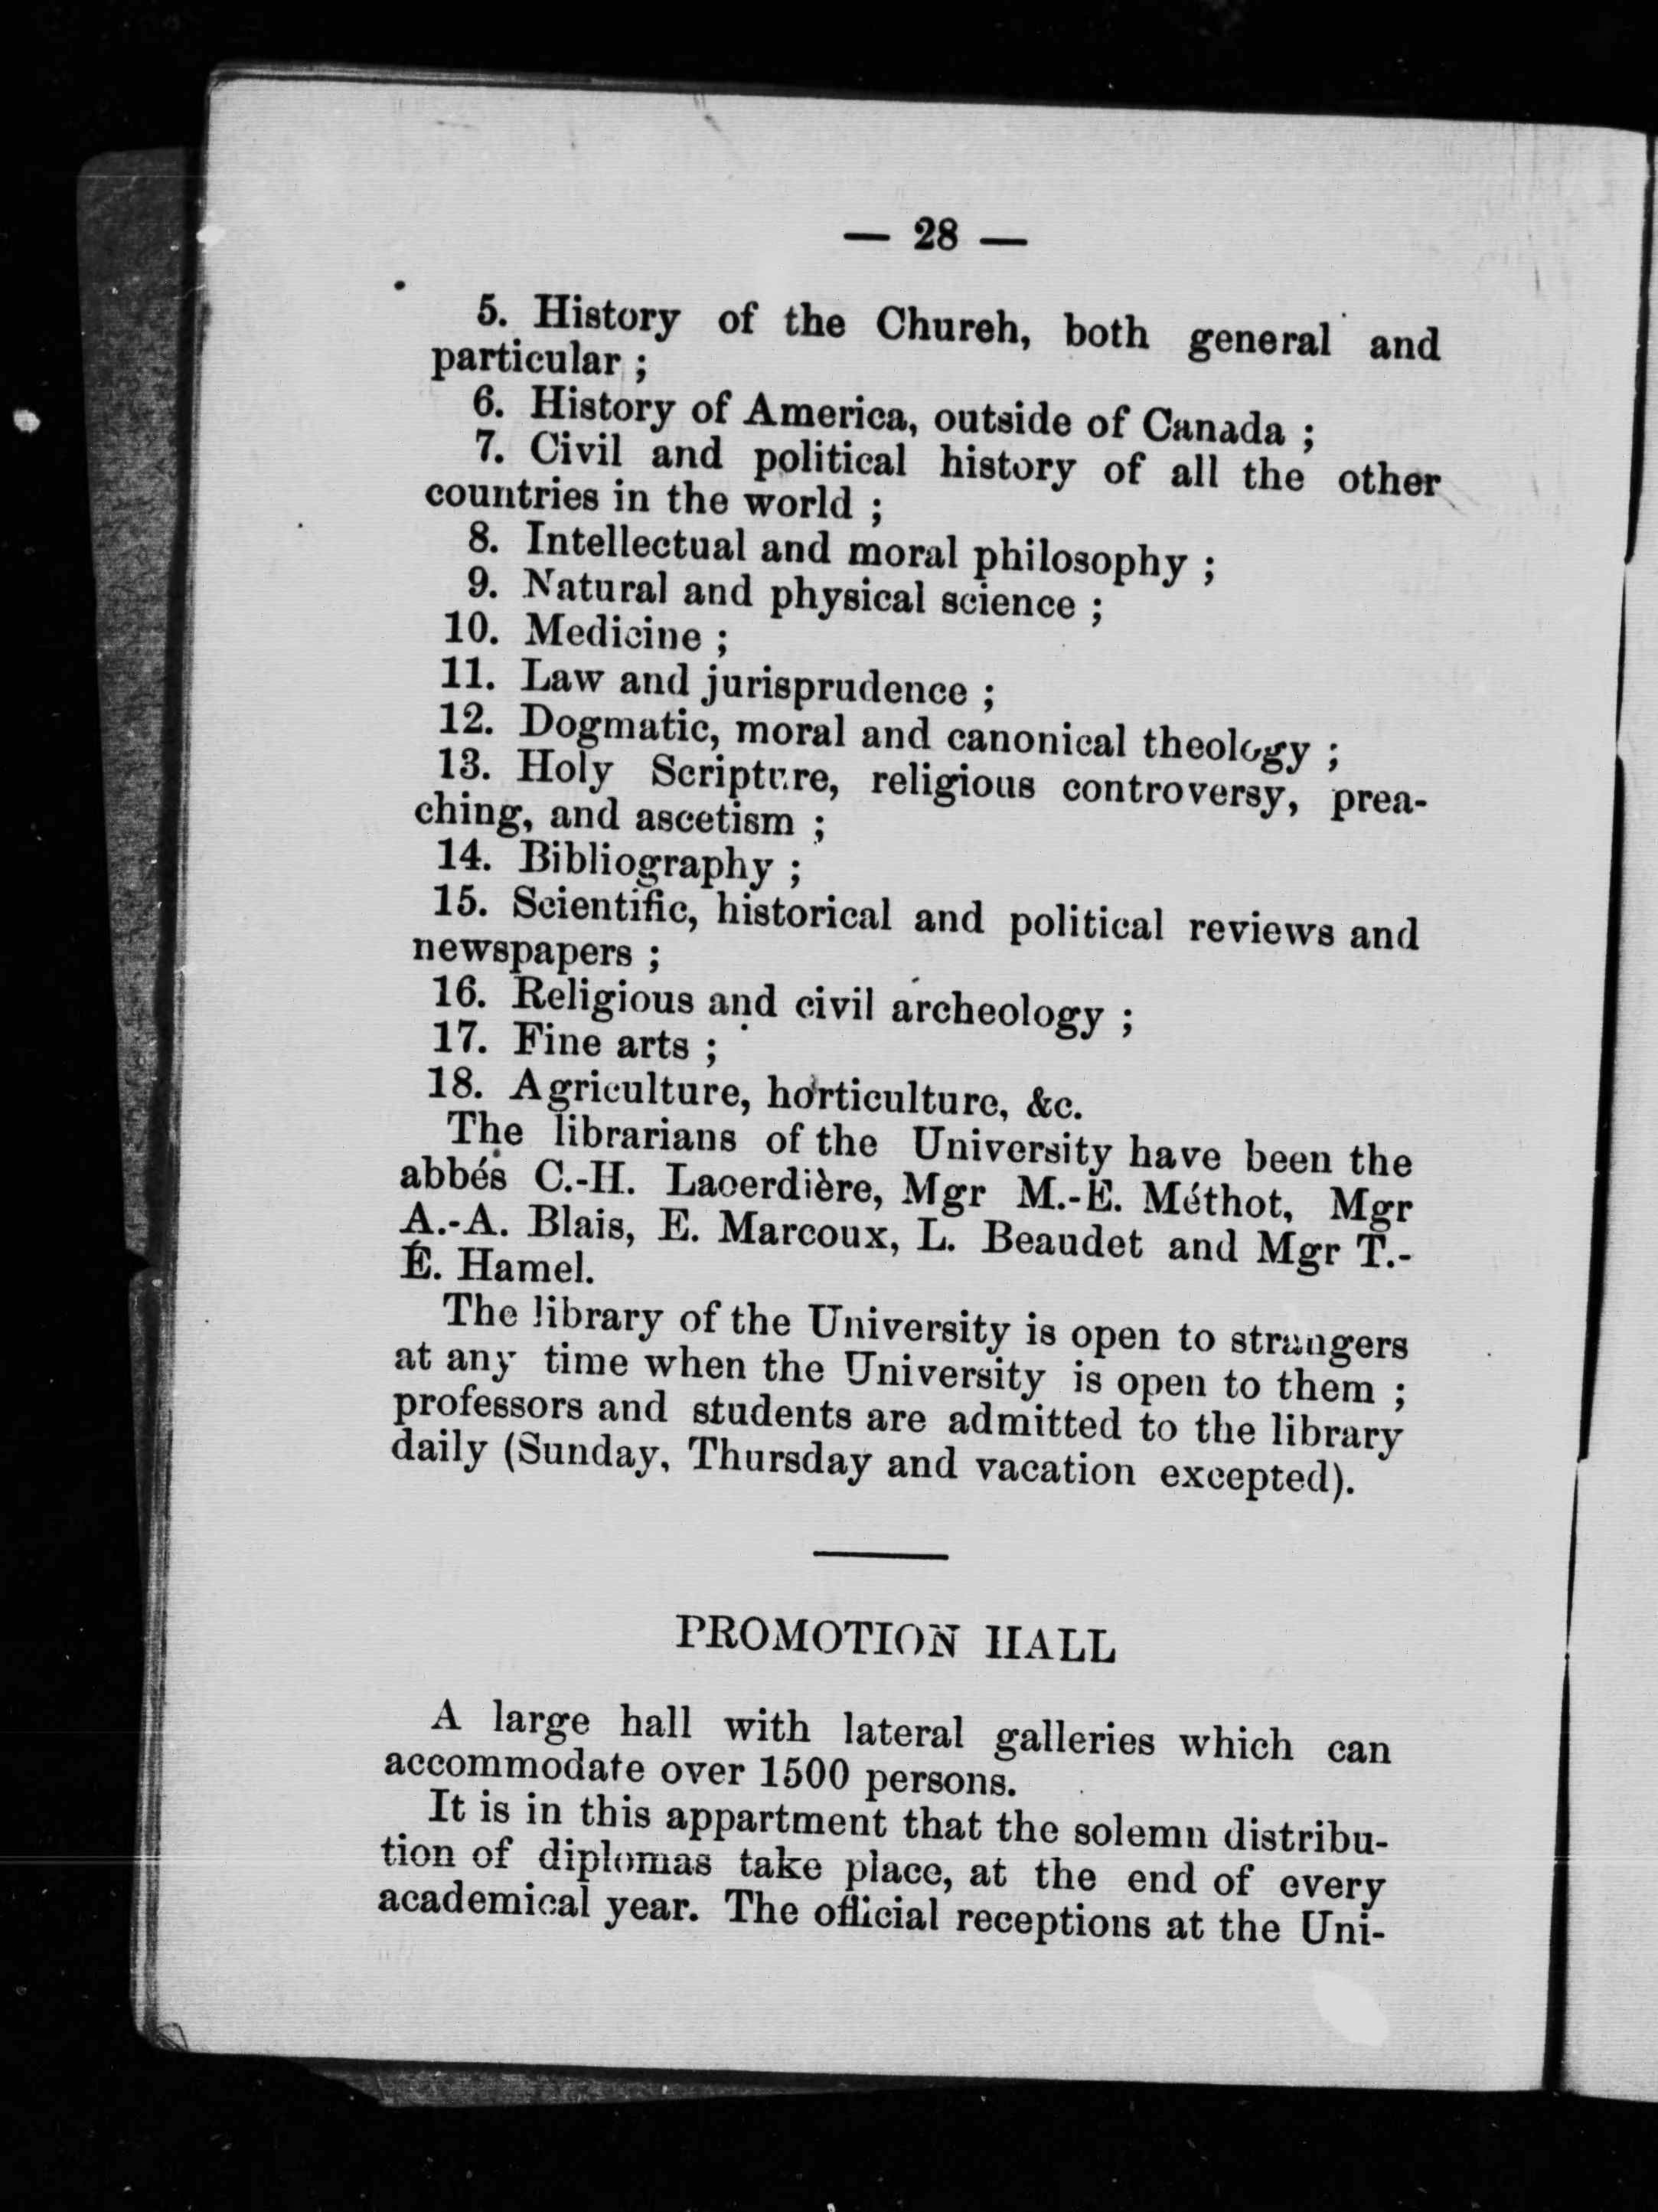 — 28 —
5. History of the Chureh, both general and
particular ;
6. History of America, outside of Canada ;
7. Civil and political history of all the other
countries in the world ;
8. Intellectual and moral philosophy ;
9. Natural and physical science ;
10. Medicine ;
11. Law and jurisprudence ;
12. Dogmatic, moral and canonical theology ;
13. Holy Scripture, religious controversy, prea-
ching, and ascetism ;
14. Bibliography ;
15. Scientific, historical and political reviews and
newspapers ;
16. Religious and civil archeology ;
17. Fine arts ;
18. Agriculture, horticulture, &c.
The librarians of the University have been the
abbés C.-H. Laoerdière, Mgr M.-E. Méthot, Mgr
A.-A. Blais, E. Marcoux, L. Beaudet and Mgr T.-
É. Hamel.
The library of the University is open to strangers
at any time when the University is open to them ;
professors and students are admitted to the library
daily (Sunday, Thursday and vacation excepted).
PROMOTION HALL
A large hall with lateral galleries which can
accommodate over 1500 persons.
It is in this appartment that the solemn distribu-
tion of diplomas take place, at the end of every
academical year. The official receptions at the Uni-